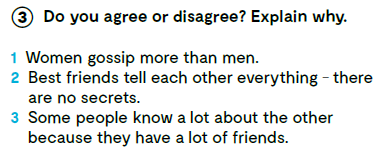 3 Do you agree or disagree? Explain why.
1 Women gossip more than men.
2 Best friends tell each other everything – there
are no secrets.
3 Some people know a lot about the other
because they have a lot of friends.